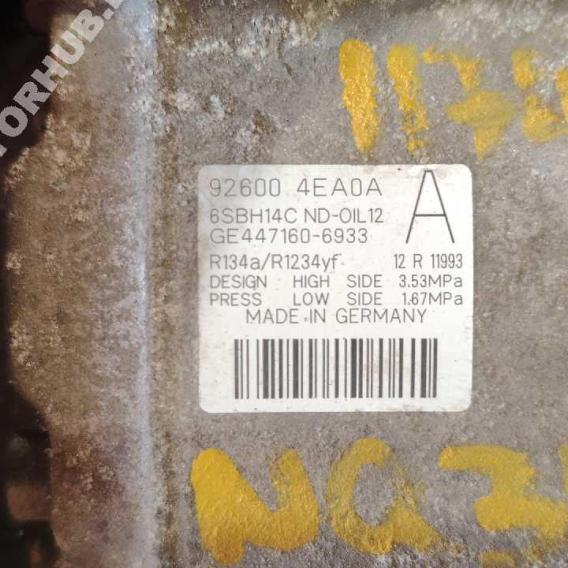 92600 4EA0A A
6SBH14C ND-OIL12
GE447160-6933
R134a/R1234yf 12 R 11993
DESIGN HIGH SIDE 3.53MPa
PRESS LOW SIDE 1.67MPa
MADE IN GERMANY